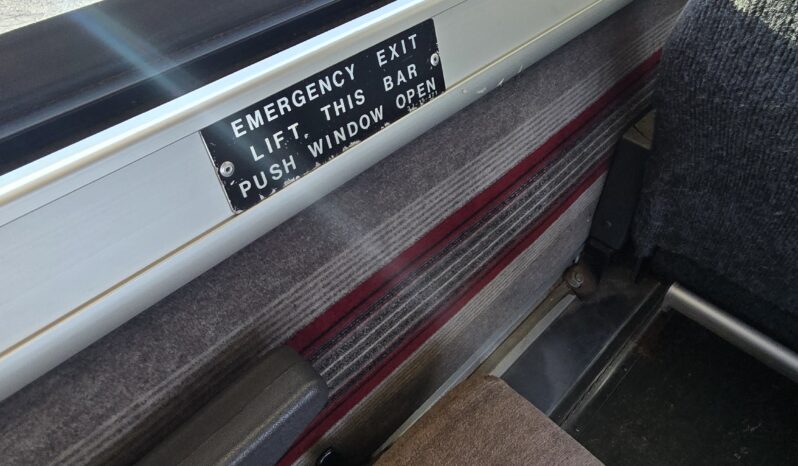 EMERGENCY EXIT
LIFT THIS BAR
PUSH WINDOW OPEN